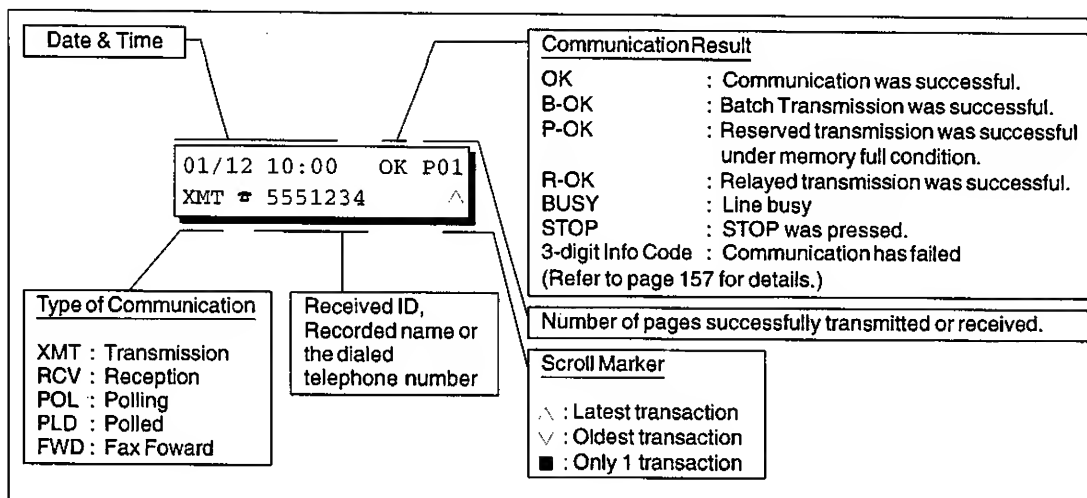 Date & Time
01/12 10:00 OK P01
XMT ☎ 5551234 ∧
Communication Result
OK : Communication was successful.
B-OK : Batch Transmission was successful.
P-OK : Reserved transmission was successful
under memory full condition.
R-OK : Relayed transmission was successful.
BUSY : Line busy
STOP : STOP was pressed.
3-digit Info Code : Communication has failed
(Refer to page 157 for details.)
Number of pages successfully transmitted or received.
Type of Communication
XMT : Transmission
RCV : Reception
POL : Polling
PLD : Polled
FWD : Fax Foward
Received ID,
Recorded name or
the dialed
telephone number
Scroll Marker
∧ : Latest transaction
∨ : Oldest transaction
■ : Only 1 transaction